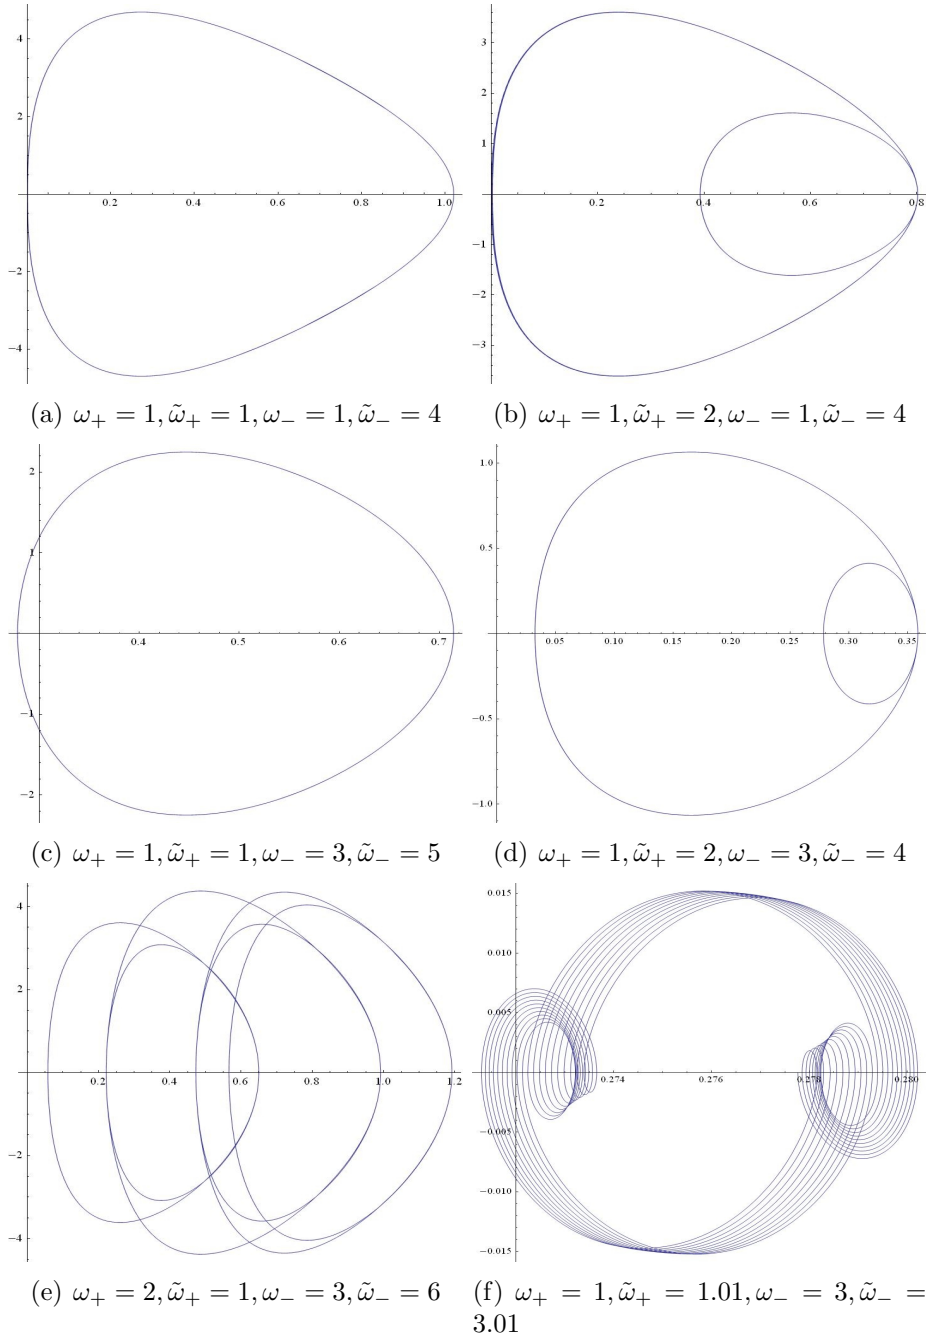 4
2
0.2 0.4 0.6 0.8 1.0
−2
−4
3
2
1
0.2 0.4 0.6 0.8
−1
−2
−3
(a) ω₊ = 1, ω̃₊ = 1, ω₋ = 1, ω̃₋ = 4
(b) ω₊ = 1, ω̃₊ = 2, ω₋ = 1, ω̃₋ = 4
2
1
0.4 0.5 0.6 0.7
−1
−2
1.0
0.5
0.05 0.10 0.15 0.20 0.25 0.30 0.35
−0.5
−1.0
(c) ω₊ = 1, ω̃₊ = 1, ω₋ = 3, ω̃₋ = 5
(d) ω₊ = 1, ω̃₊ = 2, ω₋ = 3, ω̃₋ = 4
4
2
0.2 0.4 0.6 0.8 1.0 1.2
−2
−4
0.015
0.010
0.005
0.274 0.276 0.278 0.280
−0.005
−0.010
−0.015
(e) ω₊ = 2, ω̃₊ = 1, ω₋ = 3, ω̃₋ = 6
(f) ω₊ = 1, ω̃₊ = 1.01, ω₋ = 3, ω̃₋ =
3.01